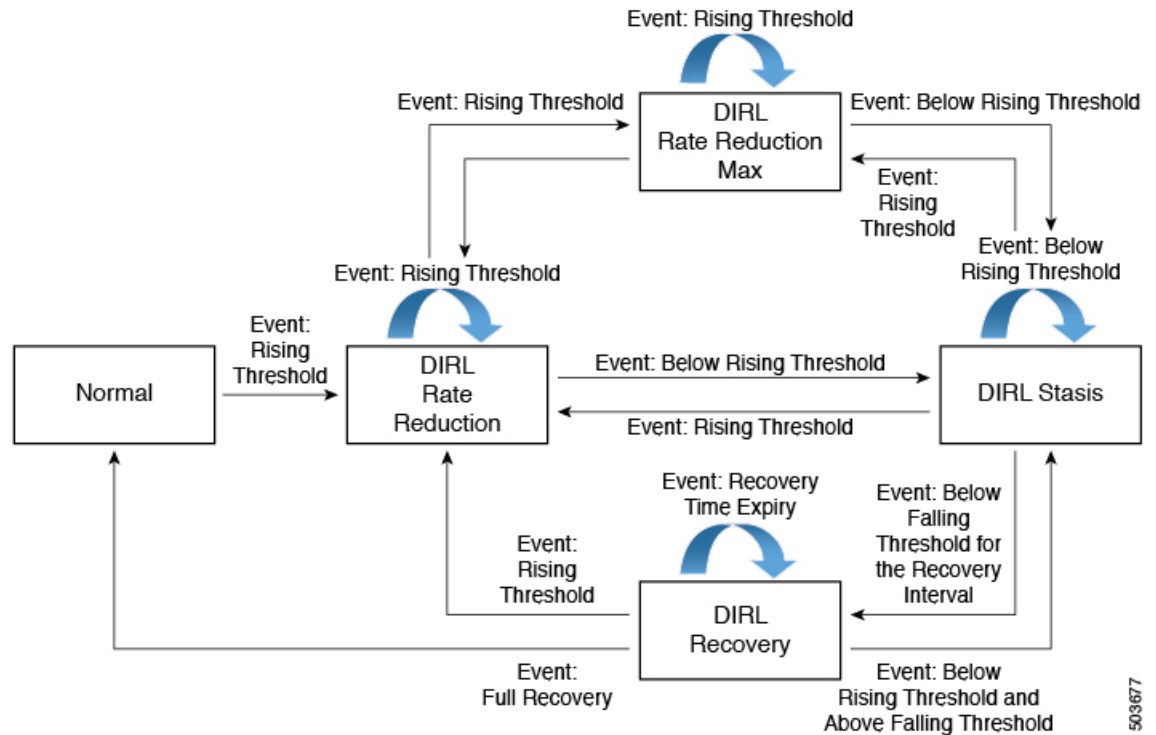 Event: Rising Threshold
Event: Rising Threshold
DIRL
Rate Reduction
Max
Event: Below Rising Threshold
Event:
Rising
Threshold
Event: Rising Threshold
Event: Below
Rising Threshold
Event:
Rising
Threshold
Normal
DIRL
Rate
Reduction
Event: Below Rising Threshold
Event: Rising Threshold
DIRL Stasis
Event: Recovery
Time Expiry
Event: Below
Falling
Threshold for
the Recovery
Interval
Event:
Rising
Threshold
DIRL
Recovery
Event:
Full Recovery
Event: Below
Rising Threshold and
Above Falling Threshold
503677